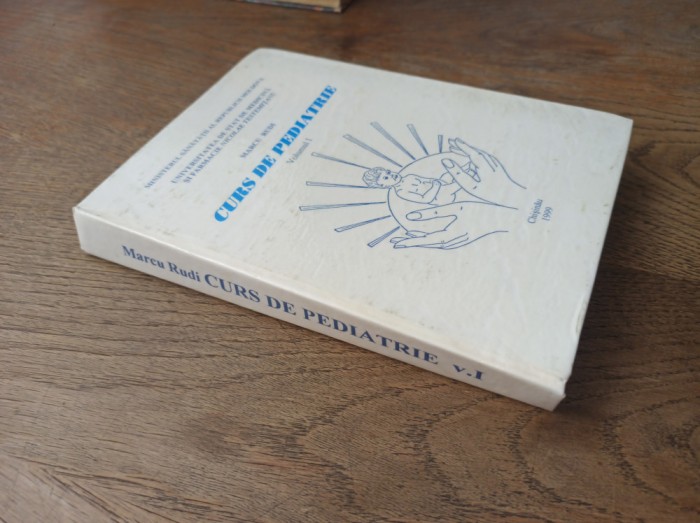 MINISTERUL SĂNĂTĂȚII AL REPUBLICII MOLDOVA
UNIVERSITATEA DE STAT DE MEDICINĂ
ȘI FARMACIE NICOLAE TESTEMIȚANU
MARCU RUDI
CURS DE PEDIATRIE
Volumul I
Chișinău
1999
Marcu Rudi CURS DE PEDIATRIE v.I